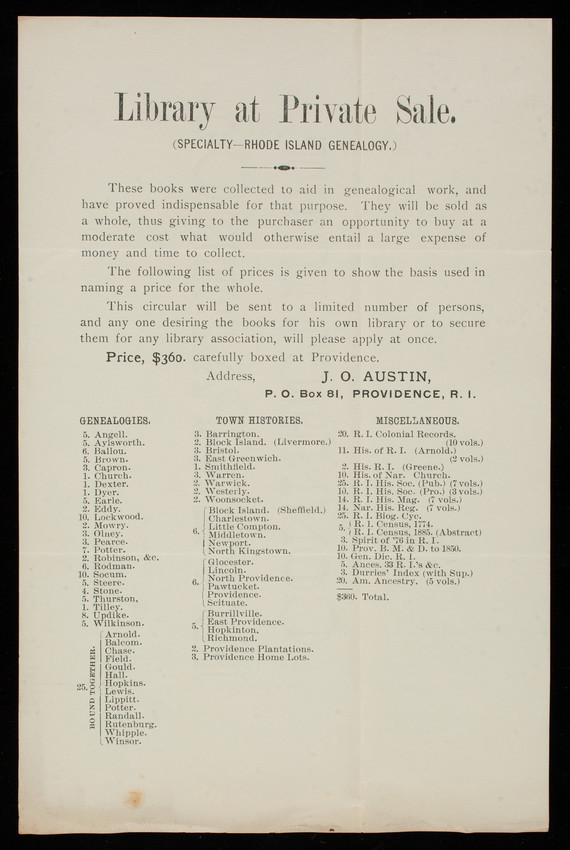 Library at Private Sale.
(SPECIALTY—RHODE ISLAND GENEALOGY.)
These books were collected to aid in genealogical work, and
have proved indispensable for that purpose. They will be sold as
a whole, thus giving to the purchaser an opportunity to buy at a
moderate cost what would otherwise entail a large expense of
money and time to collect.
The following list of prices is given to show the basis used in
naming a price for the whole.
This circular will be sent to a limited number of persons,
and any one desiring the books for his own library or to secure
them for any library association, will please apply at once.
Price, $360. carefully boxed at Providence.
Address, J. O. AUSTIN,
P. O. Box 81, PROVIDENCE, R. I.
GENEALOGIES.
5. Angell.
5. Aylsworth.
6. Ballou.
5. Brown.
3. Capron.
1. Church.
1. Dexter.
1. Dyer.
5. Earle.
2. Eddy.
10. Lockwood.
2. Mowry.
3. Olney.
3. Pearce.
7. Potter.
2. Robinson, &c.
6. Rodman.
10. Slocum.
5. Steere.
4. Stone.
5. Thurston.
1. Tilley.
8. Updike.
5. Wilkinson.
25. BOUND TOGETHER.
Arnold.
Balcom.
Chase.
Field.
Gould.
Hall.
Hopkins.
Lewis.
Lippitt.
Potter.
Randall.
Rutenburg.
Whipple.
Winsor.
TOWN HISTORIES.
3. Barrington.
2. Block Island. (Livermore.)
3. Bristol.
3. East Greenwich.
1. Smithfield.
3. Warren.
2. Warwick.
2. Westerly.
2. Woonsocket.
6. Block Island. (Sheffield.)
Charlestown.
Little Compton.
Middletown.
Newport.
North Kingstown.
6. Glocester.
Lincoln.
North Providence.
Pawtucket.
Providence.
Scituate.
5. Burrillville.
East Providence.
Hopkinton.
Richmond.
2. Providence Plantations.
3. Providence Home Lots.
MISCELLANEOUS.
20. R. I. Colonial Records.
(10 vols.)
11. His. of R. I. (Arnold.)
(2 vols.)
2. His. R. I. (Greene.)
10. His. of Nar. Church.
25. R. I. His. Soc. (Pub.) (7 vols.)
10. R. I. His. Soc. (Pro.) (3 vols.)
14. R. I. His. Mag. (7 vols.)
14. Nar. His. Reg. (7 vols.)
25. R. I. Biog. Cyc.
5. R. I. Census, 1774.
R. I. Census, 1885. (Abstract)
3. Spirit of '76 in R. I.
10. Prov. B. M. & D. to 1850.
10. Gen. Dic. R. I.
5. Ances. 33 R. I.'s &c.
3. Durries' Index (with Sup.)
20. Am. Ancestry. (5 vols.)
$360. Total.